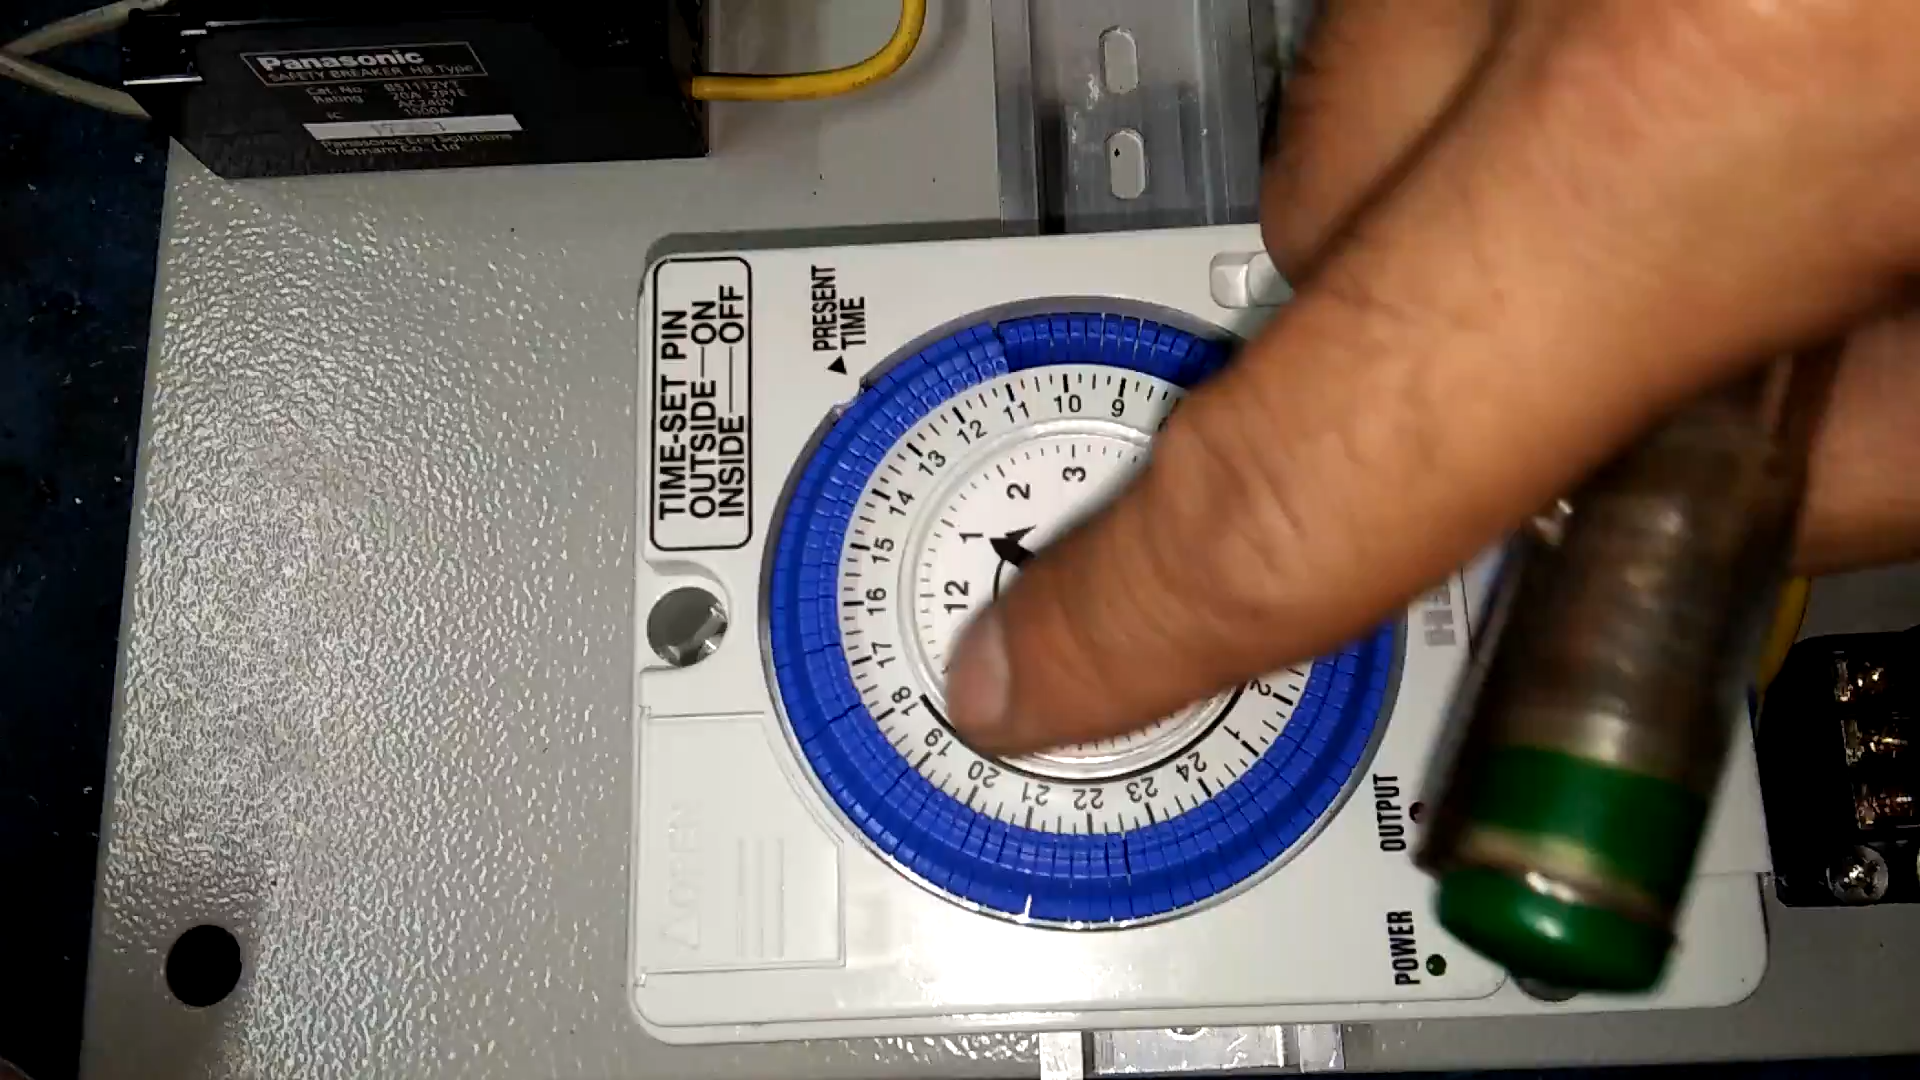 Panasonic
SAFETY BREAKER HB Type
Cat. No. BS1132YT
Rating 20A 2P1E
AC240V
IC 1500A
Panasonic Eco Solutions
Vietnam Co., Ltd
TIME-SET PIN
OUTSIDE—ON
INSIDE—OFF
▲ PRESENT
TIME
9
10
11
12
13
14
15
16
17
18
19
20
21
22
23
24
1
2
12
1
2
3
OPEN
OUTPUT
POWER